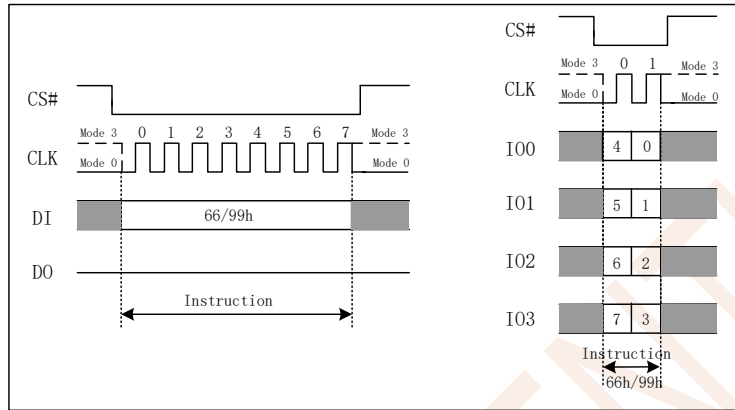 CS#
Mode 3 0 1 2 3 4 5 6 7 Mode 3
CLK
Mode 0 Mode 0
DI 66/99h
DO
Instruction
CS#
Mode 3 0 1 Mode 3
CLK
Mode 0 Mode 0
IO0 4 0
IO1 5 1
IO2 6 2
IO3 7 3
Instruction
66h/99h